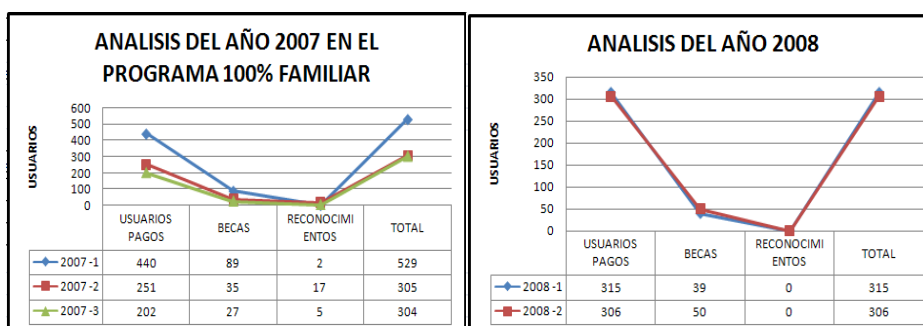 ANALISIS DEL AÑO 2007 EN EL
PROGRAMA 100% FAMILIAR
USUARIOS
600
500
400
300
200
100
0
USUARIOS PAGOS BECAS RECONOCIMI ENTOS TOTAL
2007 -1 440 89 2 529
2007 -2 251 35 17 305
2007 -3 202 27 5 304
ANALISIS DEL AÑO 2008
USUARIOS
350
300
250
200
150
100
50
0
USUARIOS PAGOS BECAS RECONOCIMI ENTOS TOTAL
2008 -1 315 39 0 315
2008 -2 306 50 0 306